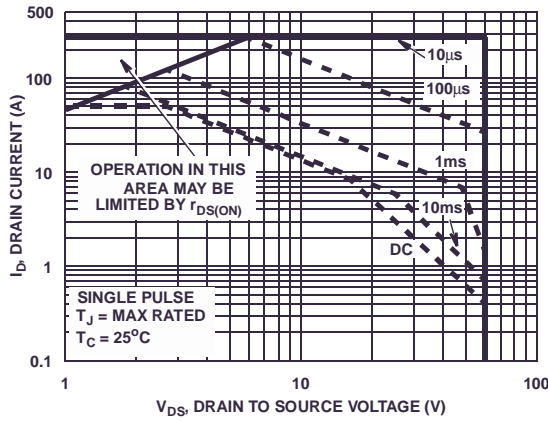 500
100
10
1
0.1
I_D, DRAIN CURRENT (A)
10μs
100μs
1ms
10ms
DC
OPERATION IN THIS
AREA MAY BE
LIMITED BY r_DS(ON)
SINGLE PULSE
T_J = MAX RATED
T_C = 25°C
1
10
100
V_DS, DRAIN TO SOURCE VOLTAGE (V)